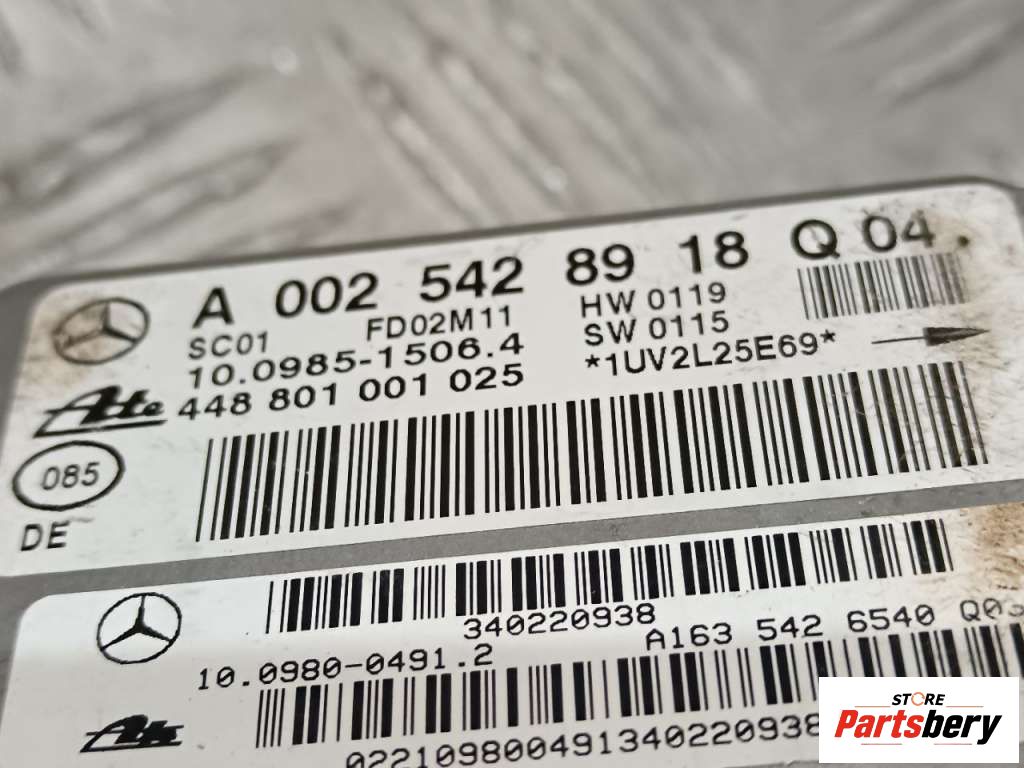 A 002 542 89 18 Q 04.
SC01 FD02M11 HW 0119
10.0985-1506.4 SW 0115
448 801 001 025 *1UV2L25E69*
Ate
085
DE
340220938
10.0980-0491.2 A163 542 6540
Ate
022109800491340220938
STORE
Partsbery